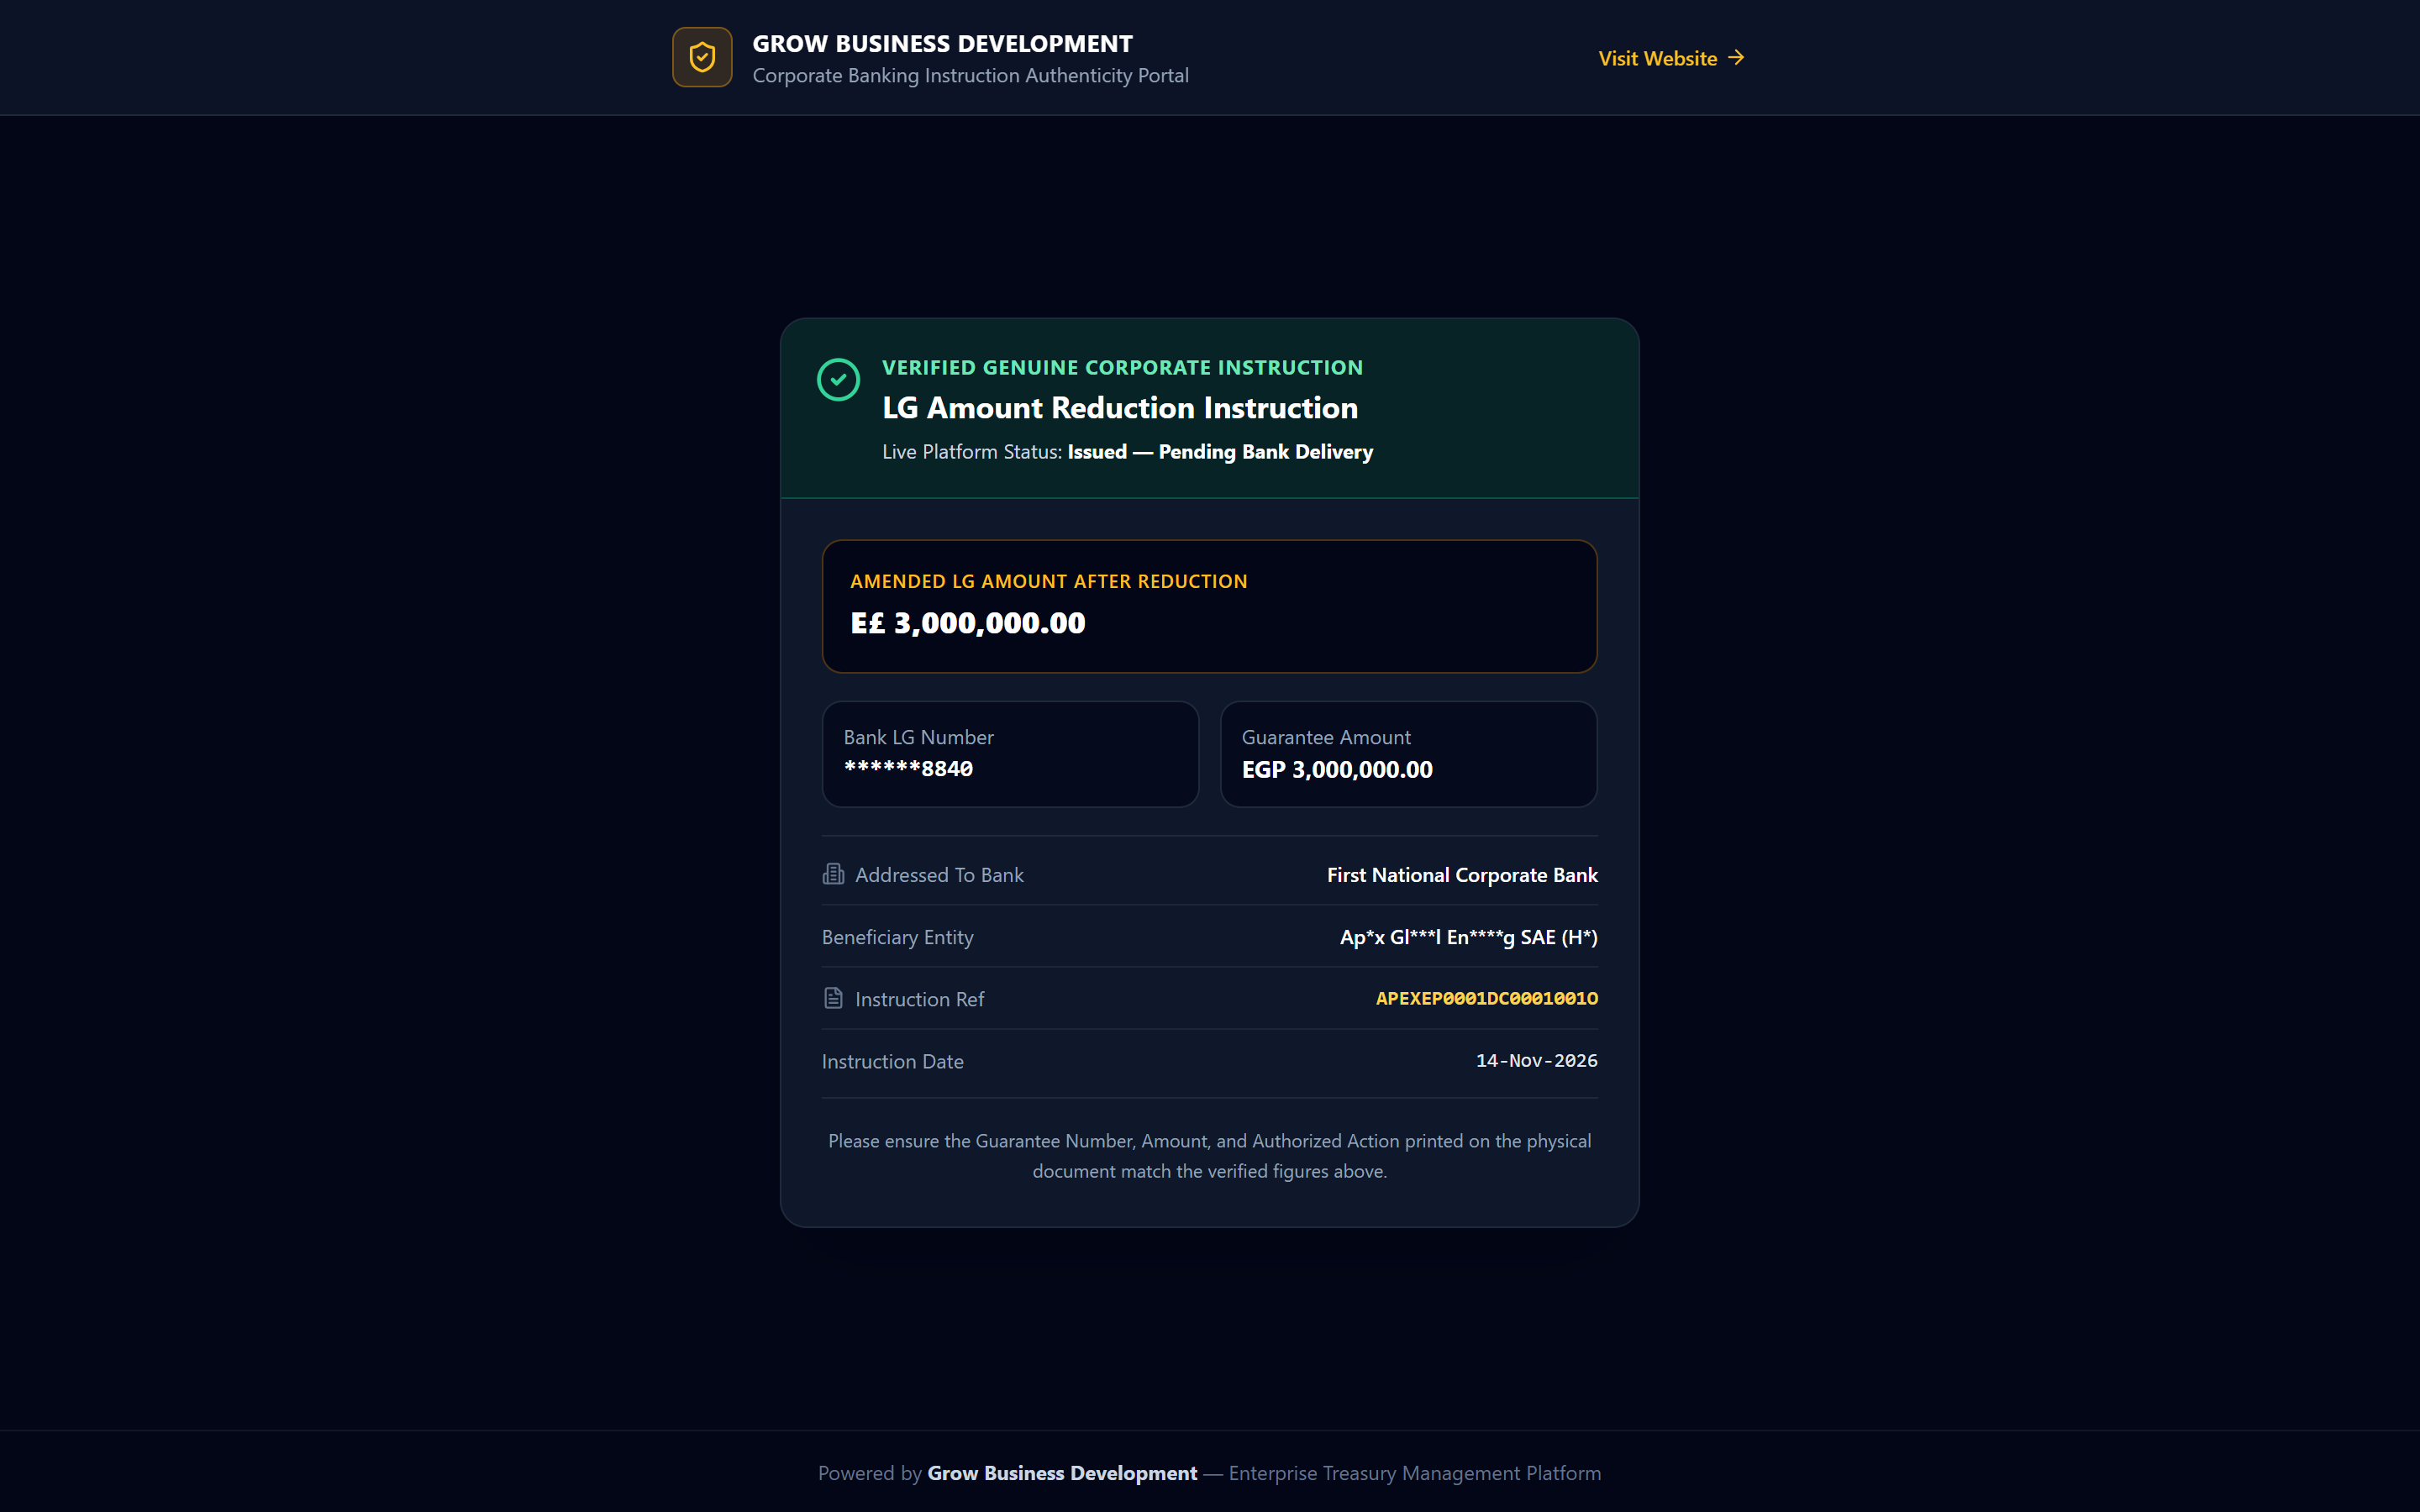 GROW BUSINESS DEVELOPMENT
Corporate Banking Instruction Authenticity Portal
Visit Website →
VERIFIED GENUINE CORPORATE INSTRUCTION
LG Amount Reduction Instruction
Live Platform Status: Issued — Pending Bank Delivery
AMENDED LG AMOUNT AFTER REDUCTION
E£ 3,000,000.00
Bank LG Number
******8840
Guarantee Amount
EGP 3,000,000.00
Addressed To Bank First National Corporate Bank
Beneficiary Entity Ap*x Gl***l En****g SAE (H*)
Instruction Ref APEXEP0001DC00010010
Instruction Date 14-Nov-2026
Please ensure the Guarantee Number, Amount, and Authorized Action printed on the physical
document match the verified figures above.
Powered by Grow Business Development — Enterprise Treasury Management Platform